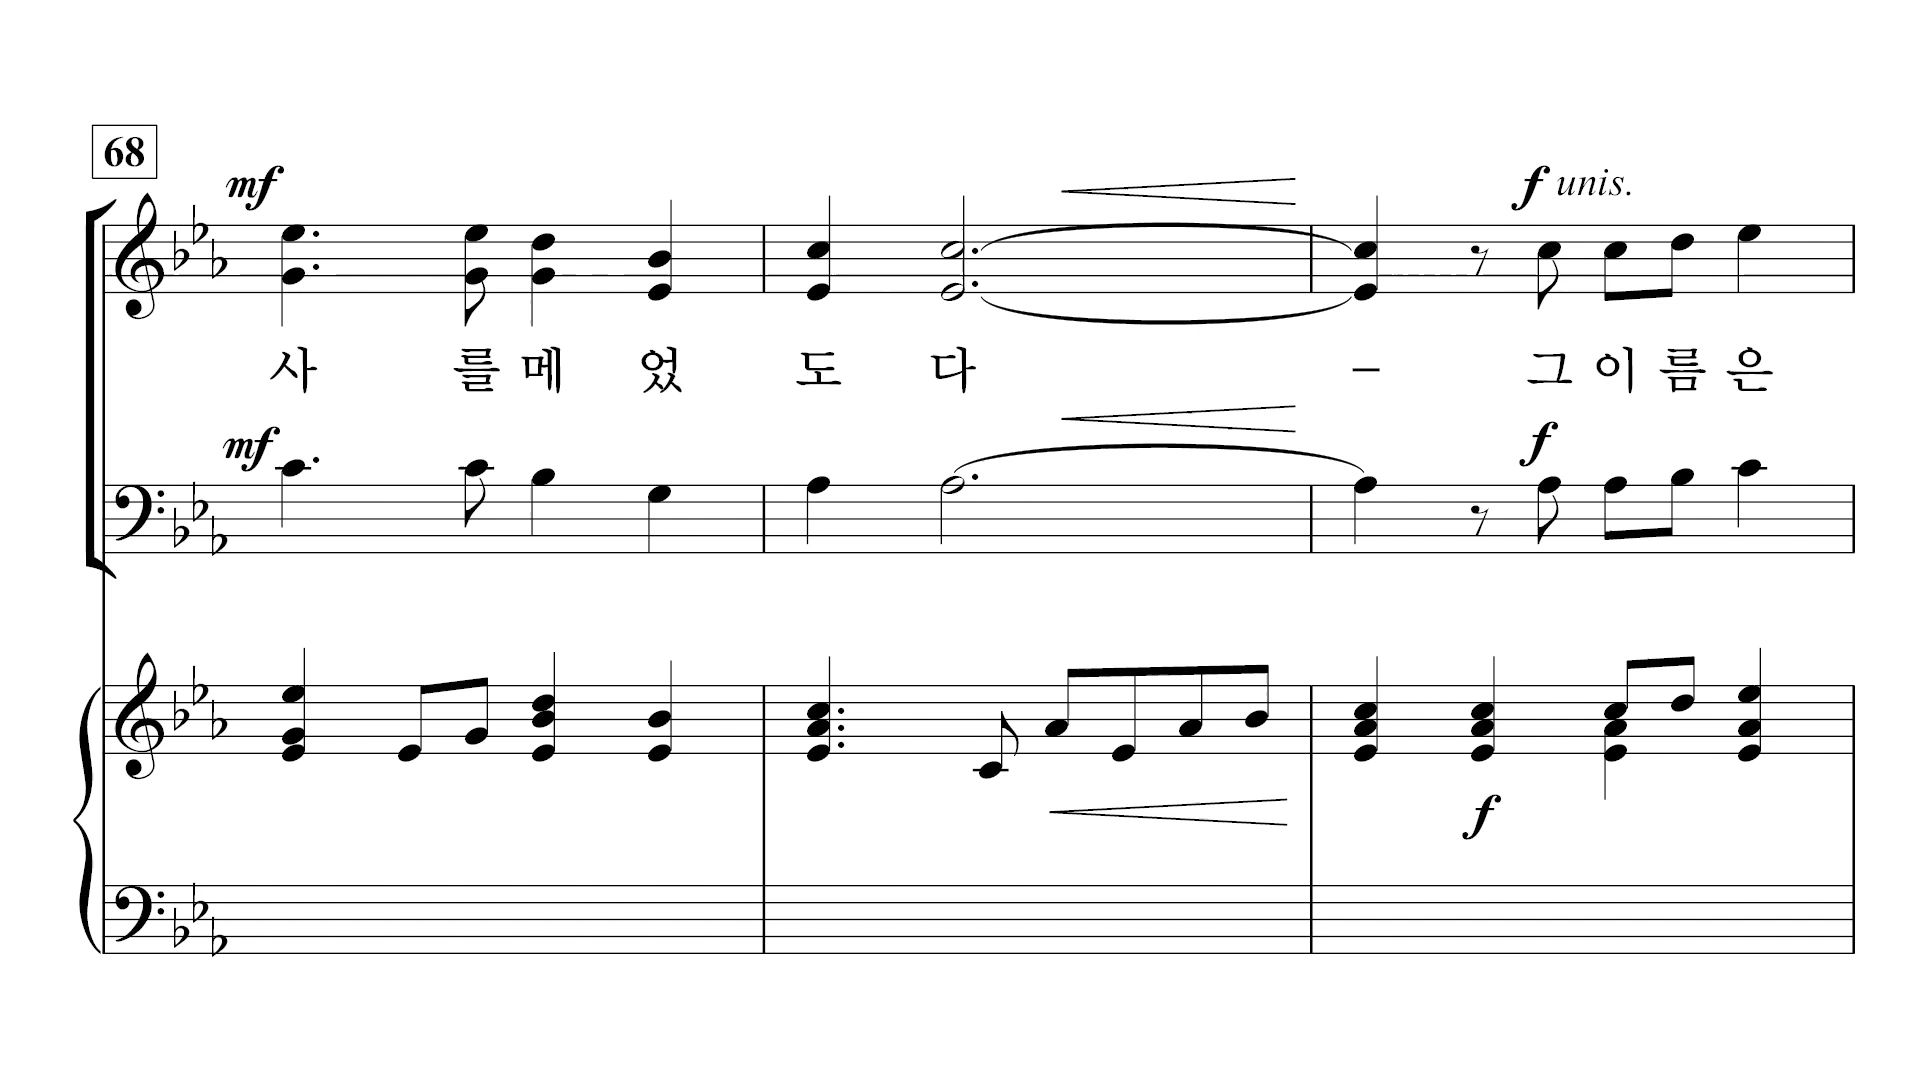 68
mf
f unis.
사 를 메 었 도 다 – 그 이 름 은
mf
f
f